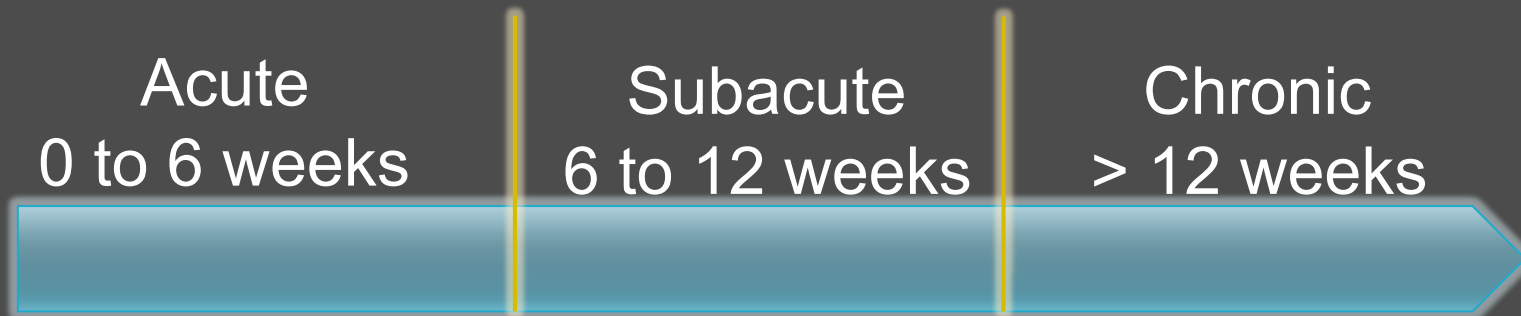 Acute
0 to 6 weeks
Subacute
6 to 12 weeks
Chronic
> 12 weeks